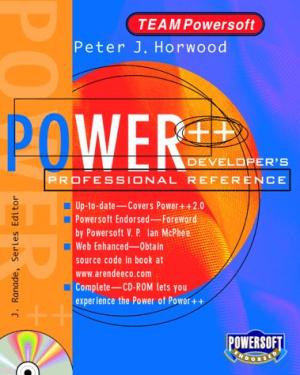 TEAMPowersoft
Peter J. Horwood
POWER++
DEVELOPER'S
PROFESSIONAL REFERENCE
Up-to-date—Covers Power++2.0
Powersoft Endorsed—Foreword
by Powersoft V.P. Ian McPhee
Web Enhanced—Obtain
source code in book at
www.arendeeco.com
Complete—CD-ROM lets you
experience the Power of Power++
J. Ranade, Series Editor
POWER++
POWERSOFT
ENDORSED